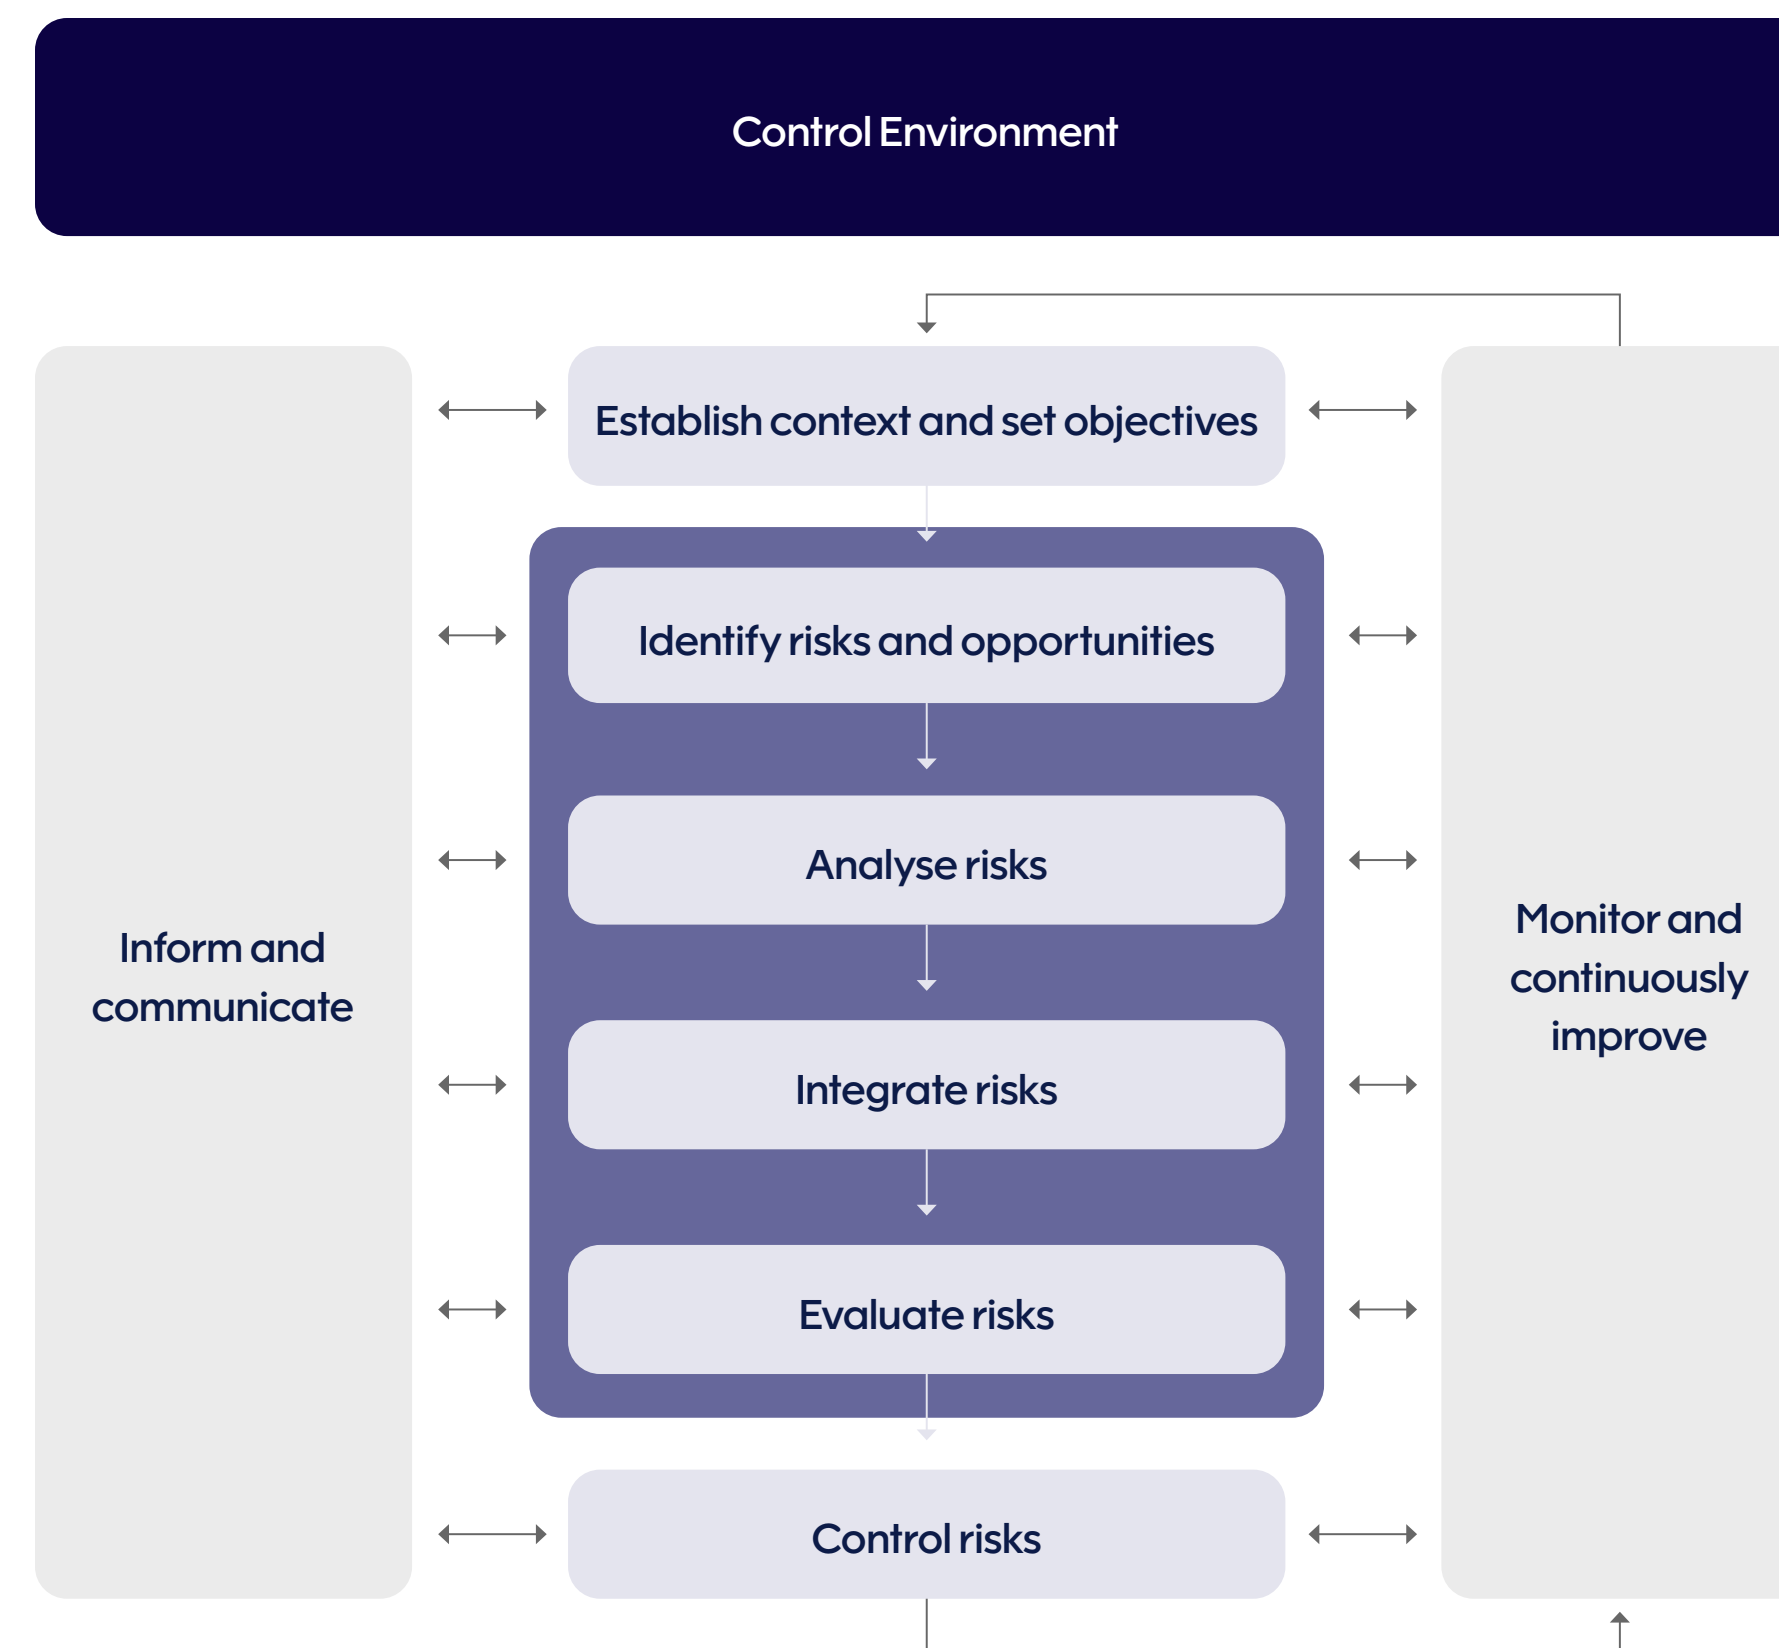 Control Environment
Establish context and set objectives
Identify risks and opportunities
Analyse risks
Integrate risks
Evaluate risks
Control risks
Inform and
communicate
Monitor and
continuously
improve